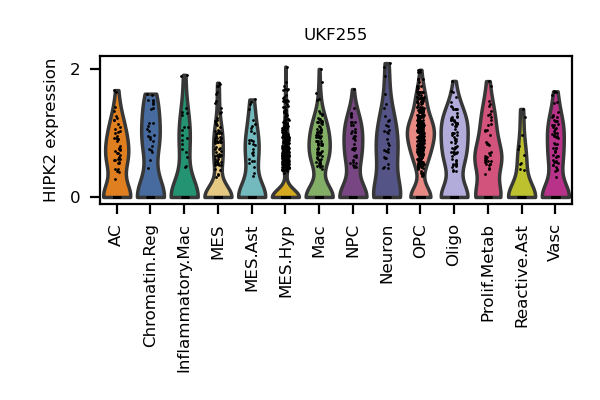 UKF255
HIPK2 expression
2
0
AC
Chromatin.Reg
Inflammatory.Mac
MES
MES.Ast
MES.Hyp
Mac
NPC
Neuron
OPC
Oligo
Prolif.Metab
Reactive.Ast
Vasc